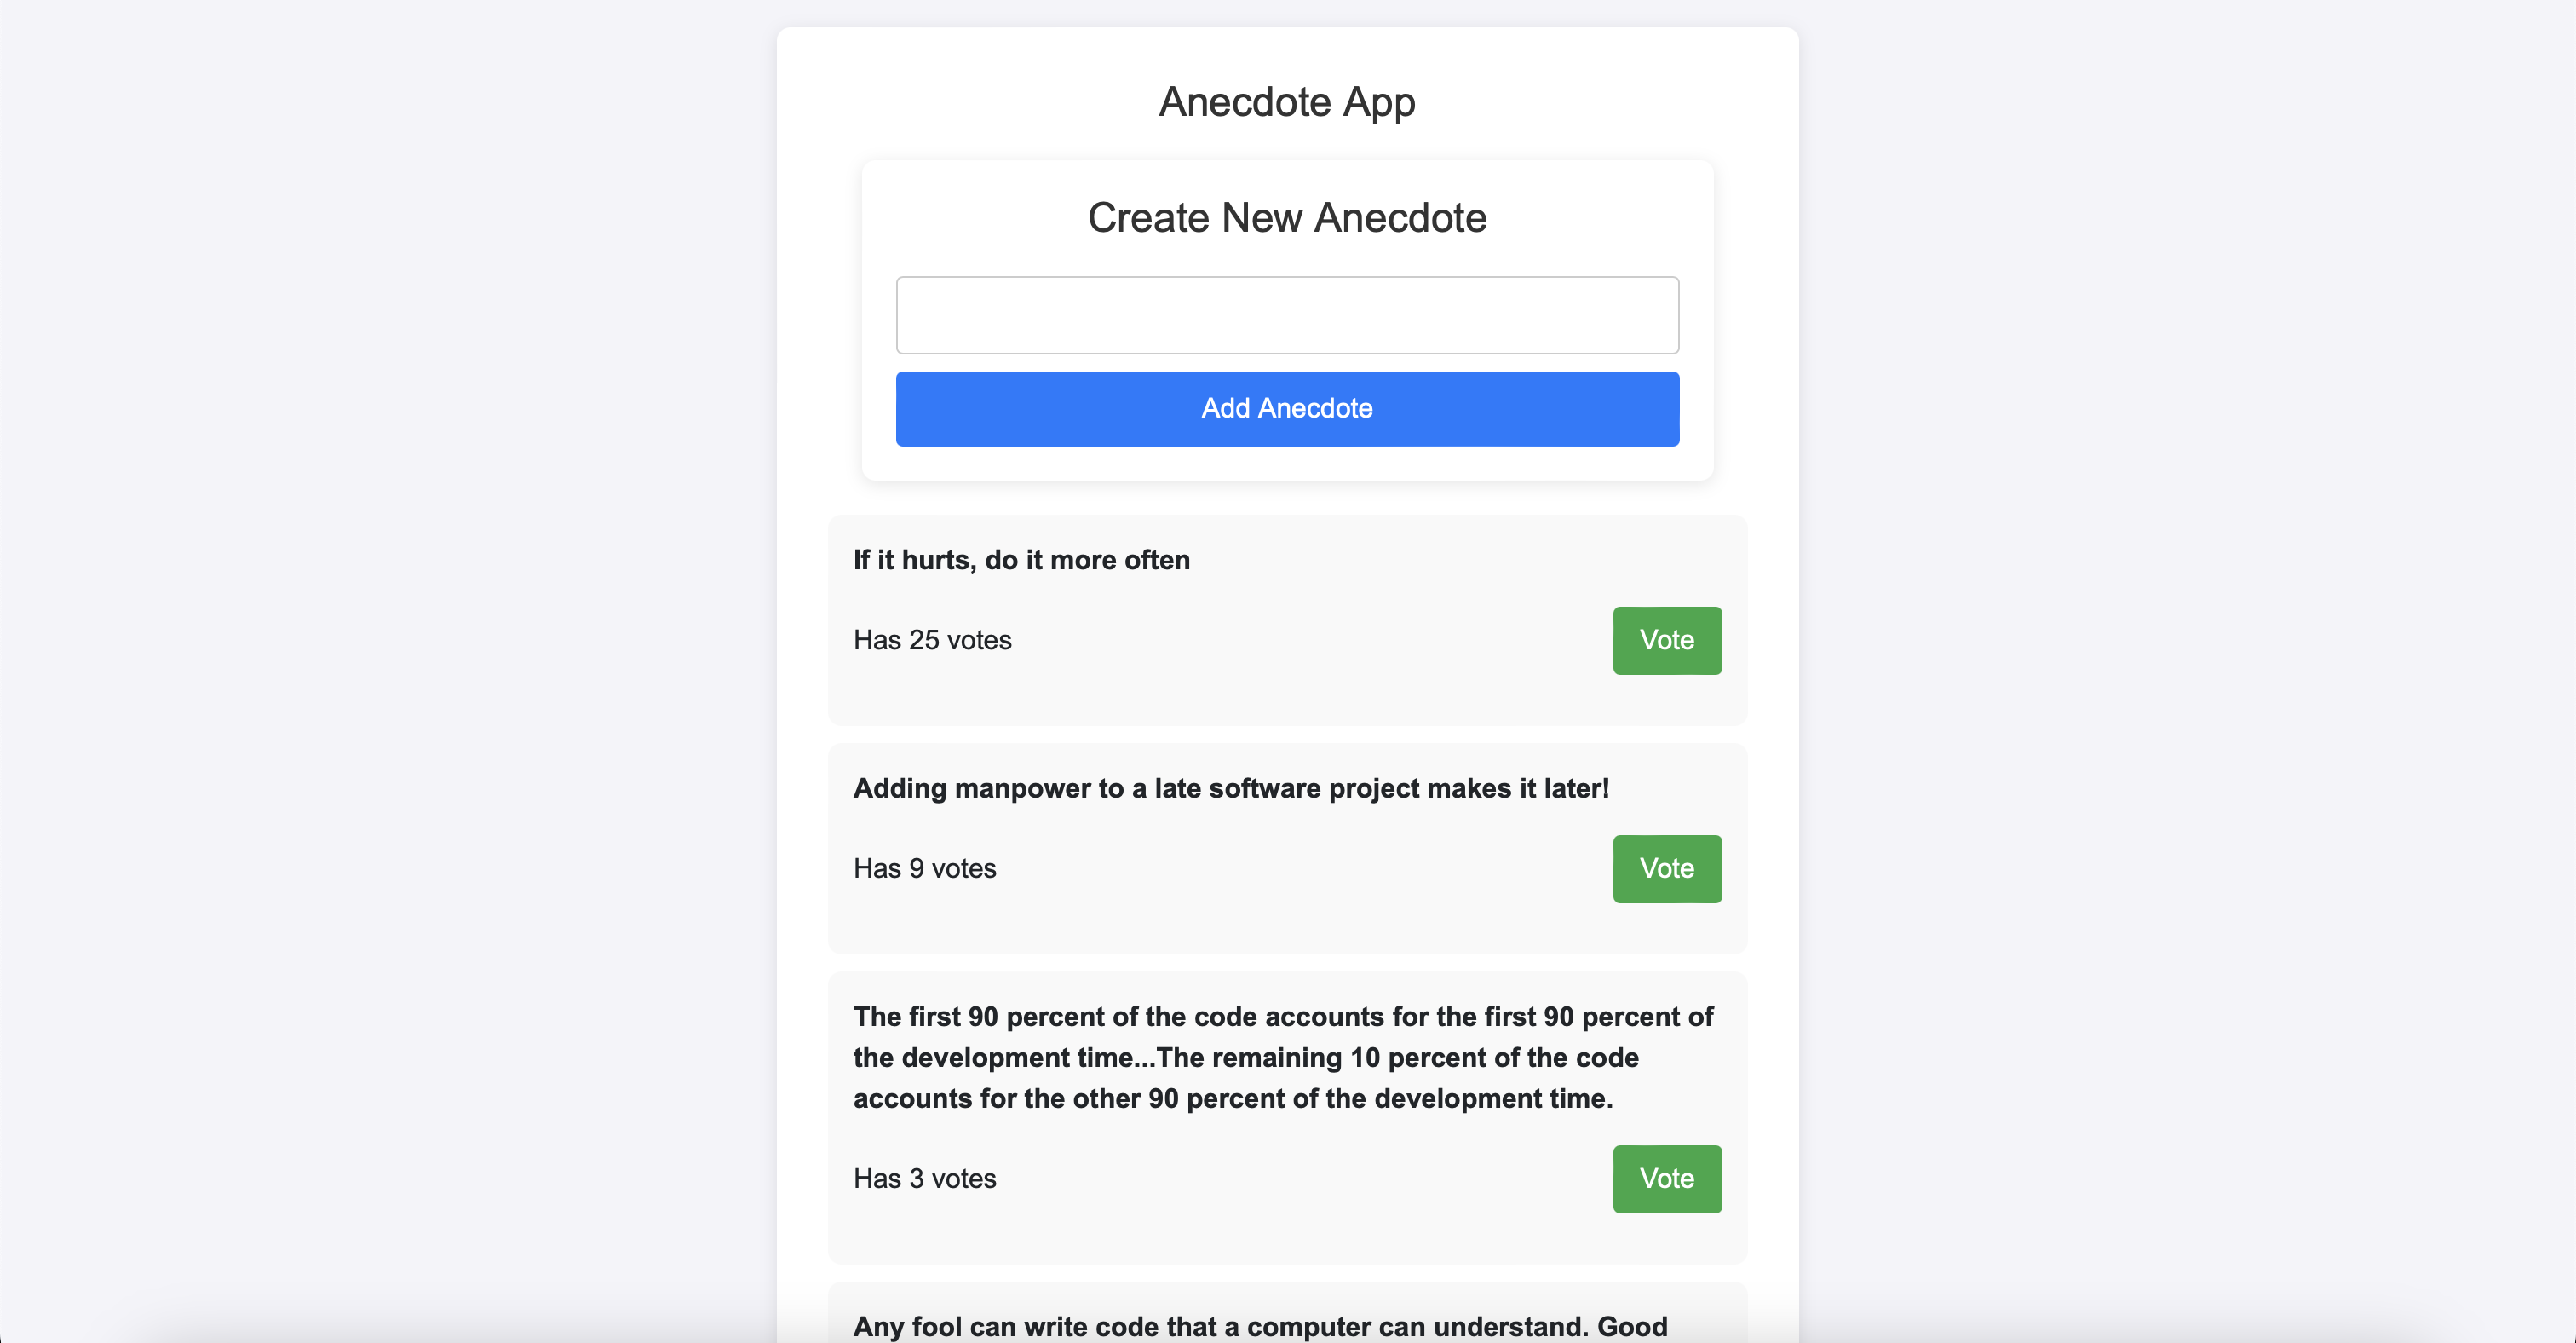 Anecdote App
Create New Anecdote
Add Anecdote
If it hurts, do it more often
Has 25 votes
Vote
Adding manpower to a late software project makes it later!
Has 9 votes
Vote
The first 90 percent of the code accounts for the first 90 percent of
the development time...The remaining 10 percent of the code
accounts for the other 90 percent of the development time.
Has 3 votes
Vote
Any fool can write code that a computer can understand. Good